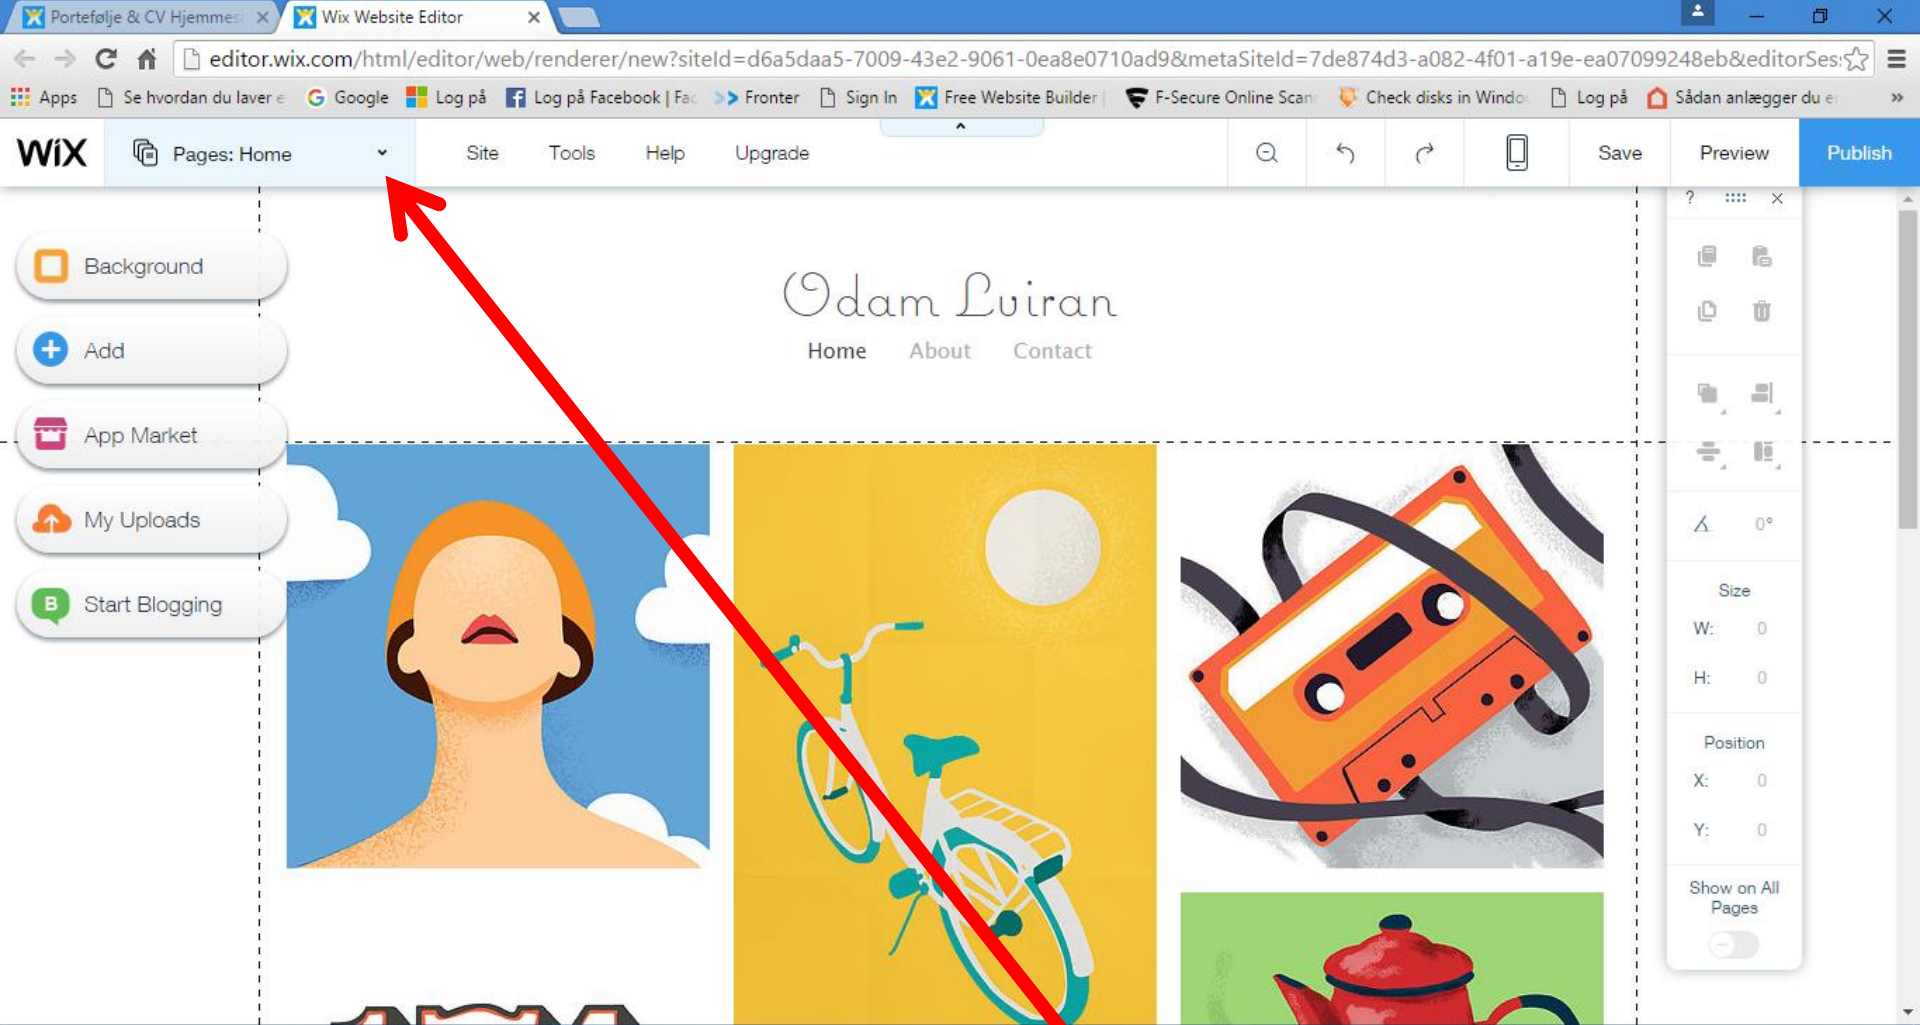 Portefølje & CV Hjemmes
Wix Website Editor
editor.wix.com/html/editor/web/renderer/new?siteId=d6a5daa5-7009-43e2-9061-0ea8e0710ad9&metaSiteId=7de874d3-a082-4f01-a19e-ea07099248eb&editorSes
Apps Se hvordan du laver e Google Log på Log på Facebook | Fac Fronter Sign In Free Website Builder | F-Secure Online Scan Check disks in Windo Log på Sådan anlægger du e »
WiX Pages: Home Site Tools Help Upgrade Save Preview Publish
?
Background
Add
App Market
My Uploads
B Start Blogging
Odam Lviran
Home About Contact
0°
Size
W: 0
H: 0
Position
X: 0
Y: 0
Show on All
Pages